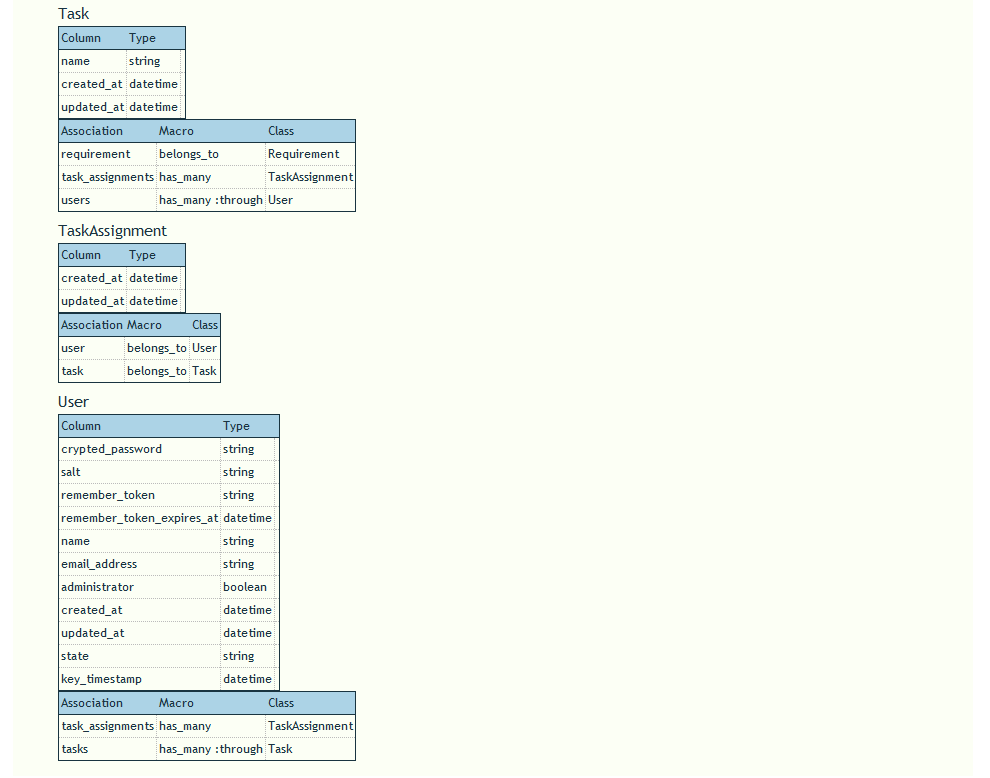 Task
Column Type
name string
created_at datetime
updated_at datetime
Association Macro Class
requirement belongs_to Requirement
task_assignments has_many TaskAssignment
users has_many :through User
TaskAssignment
Column Type
created_at datetime
updated_at datetime
Association Macro Class
user belongs_to User
task belongs_to Task
User
Column Type
crypted_password string
salt string
remember_token string
remember_token_expires_at datetime
name string
email_address string
administrator boolean
created_at datetime
updated_at datetime
state string
key_timestamp datetime
Association Macro Class
task_assignments has_many TaskAssignment
tasks has_many :through Task